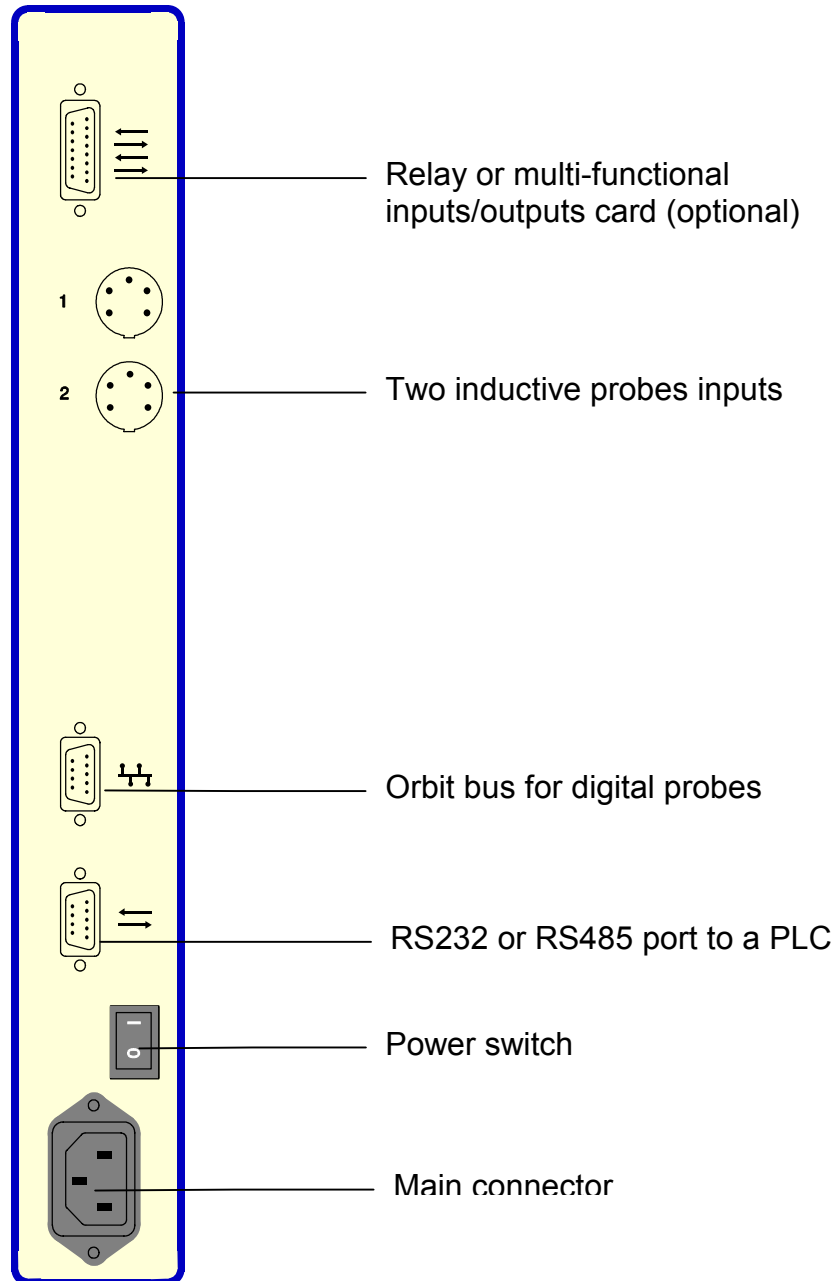 Relay or multi-functional
inputs/outputs card (optional)
1
2
Two inductive probes inputs
Orbit bus for digital probes
RS232 or RS485 port to a PLC
I
O
Power switch
Main connector